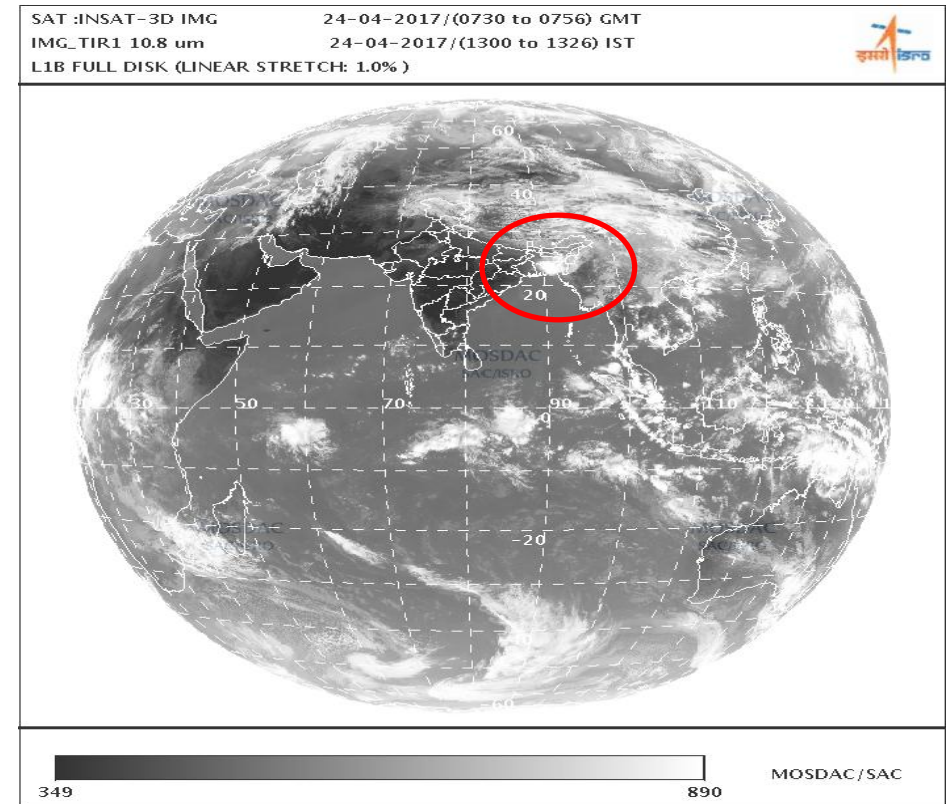 SAT :INSAT-3D IMG 24-04-2017/(0730 to 0756) GMT
IMG_TIR1 10.8 um 24-04-2017/(1300 to 1326) IST
L1B FULL DISK (LINEAR STRETCH: 1.0% )
इसरो isro
60
40
20
MOSDAC
SAC/ISRO
30 50 70 90 110
0
MOSDAC MOSDAC
-20
-60
349 890
MOSDAC/SAC